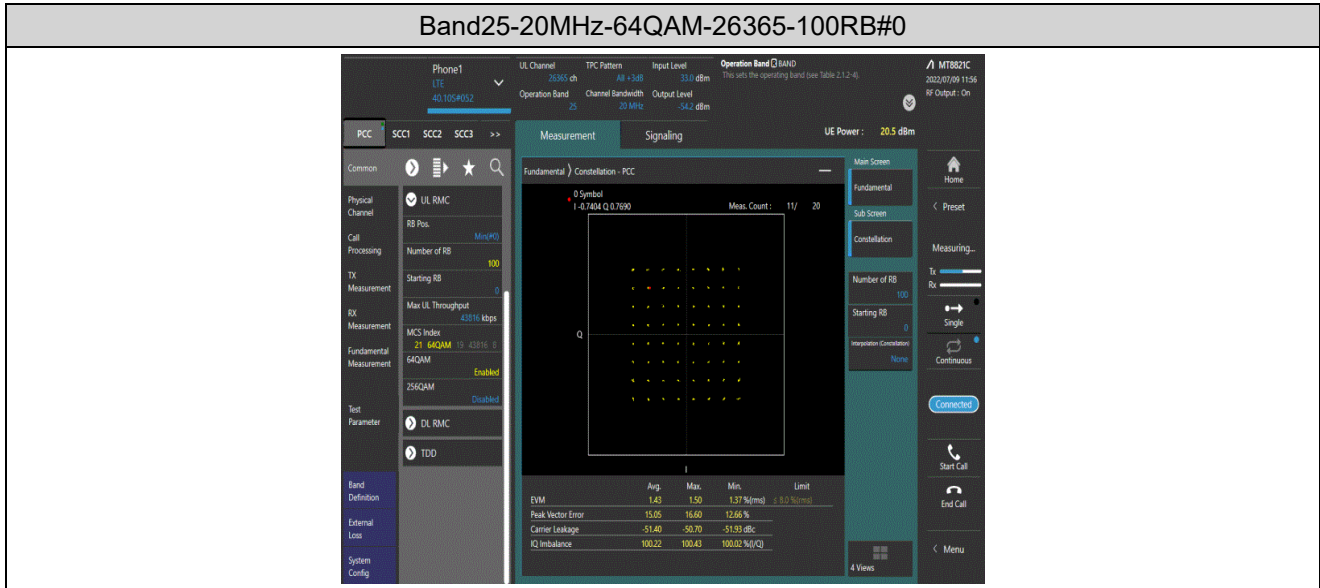 Band25-20MHz-64QAM-26365-100RB#0
Phone1
LTE
40.10S#052
UL Channel
26365 ch
TPC Pattern
All +3dB
Input Level
33.0 dBm
Operation Band
25
Channel Bandwidth
20 MHz
Output Level
-54.2 dBm
Operation Band BAND
This sets the operating band (see Table 2.1.2-4).
MT8821C
2022/07/09 11:56
RF Output : On
PCC SCC1 SCC2 SCC3 >>
Measurement Signaling
UE Power : 20.5 dBm
Common
Physical Channel
Call Processing
TX Measurement
RX Measurement
Fundamental Measurement
Test Parameter
Band Definition
External Loss
System Config
UL RMC
RB Pos.
Min(#0)
Number of RB
100
Starting RB
0
Max UL Throughput
43816 kbps
MCS Index
21 64QAM 19 43816 8
64QAM
Enabled
256QAM
Disabled
DL RMC
TDD
Fundamental Constellation - PCC
0 Symbol
I -0.7404 Q 0.7690
Meas. Count : 11/ 20
Q
I
Avg. Max. Min. Limit
EVM 1.43 1.50 1.37 %(rms) ≤ 8.0 %(rms)
Peak Vector Error 15.05 16.60 12.66 %
Carrier Leakage -51.40 -50.70 -51.93 dBc
IQ Imbalance 100.22 100.43 100.02 %(I/Q)
Main Screen
Fundamental
Sub Screen
Constellation
Number of RB
100
Starting RB
0
Interpolation (Constellation)
None
4 Views
Home
< Preset
Measuring...
Tx
Rx
Single
Continuous
Connected
Start Call
End Call
< Menu